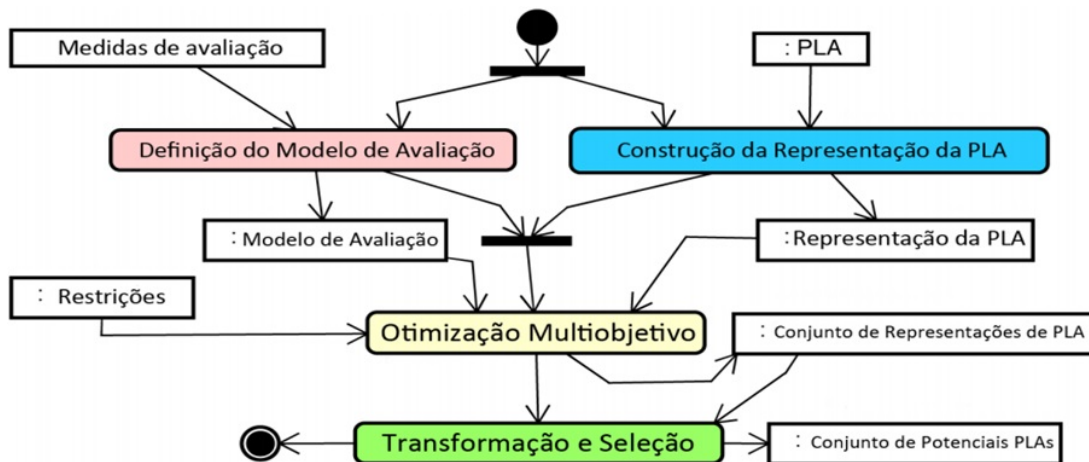 Medidas de avaliação
: PLA
Definição do Modelo de Avaliação
Construção da Representação da PLA
: Modelo de Avaliação
: Representação da PLA
: Restrições
Otimização Multiobjetivo
: Conjunto de Representações de PLA
Transformação e Seleção
: Conjunto de Potenciais PLAs